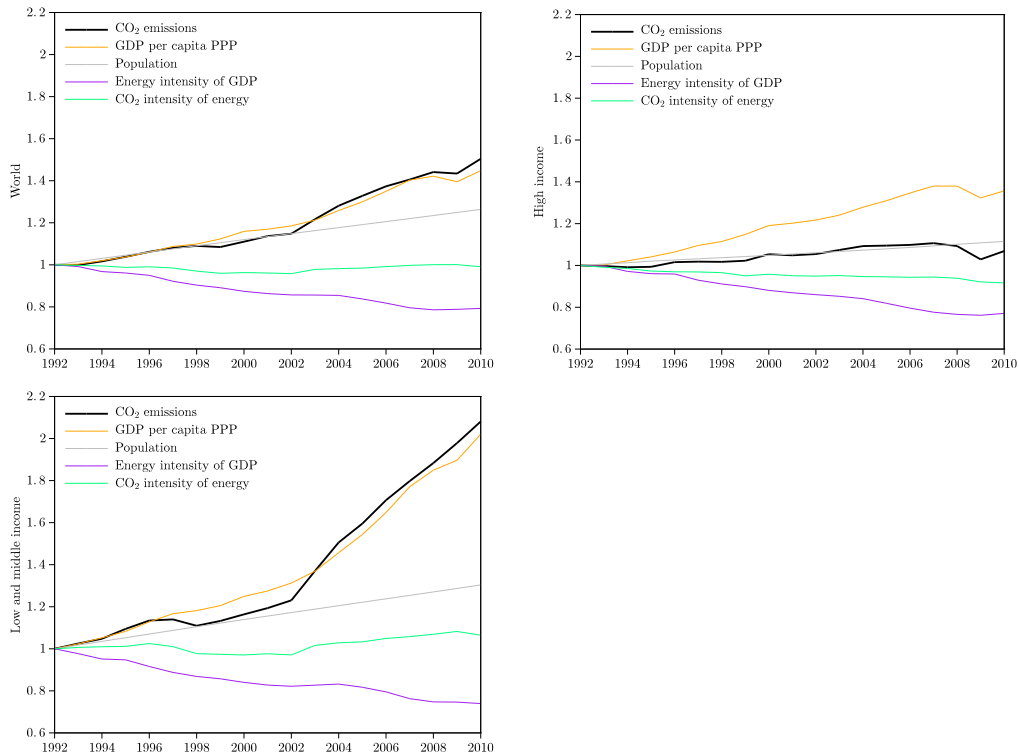 World
2.2
2
1.8
1.6
1.4
1.2
1
0.8
0.6
CO₂ emissions
GDP per capita PPP
Population
Energy intensity of GDP
CO₂ intensity of energy
1992 1994 1996 1998 2000 2002 2004 2006 2008 2010
High income
2.2
2
1.8
1.6
1.4
1.2
1
0.8
0.6
CO₂ emissions
GDP per capita PPP
Population
Energy intensity of GDP
CO₂ intensity of energy
1992 1994 1996 1998 2000 2002 2004 2006 2008 2010
Low and middle income
2.2
2
1.8
1.6
1.4
1.2
1
0.8
0.6
CO₂ emissions
GDP per capita PPP
Population
Energy intensity of GDP
CO₂ intensity of energy
1992 1994 1996 1998 2000 2002 2004 2006 2008 2010